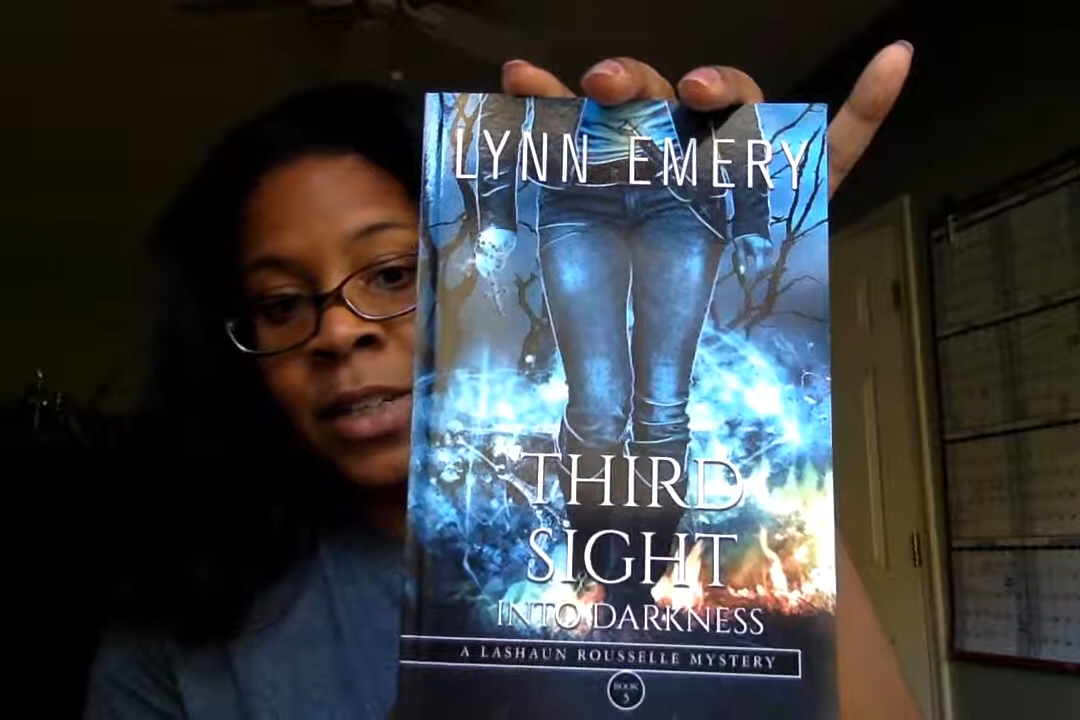 LYNN EMERY
THIRD
SIGHT
INTO DARKNESS
A LASHAUN ROUSSELLE MYSTERY
BOOK
5